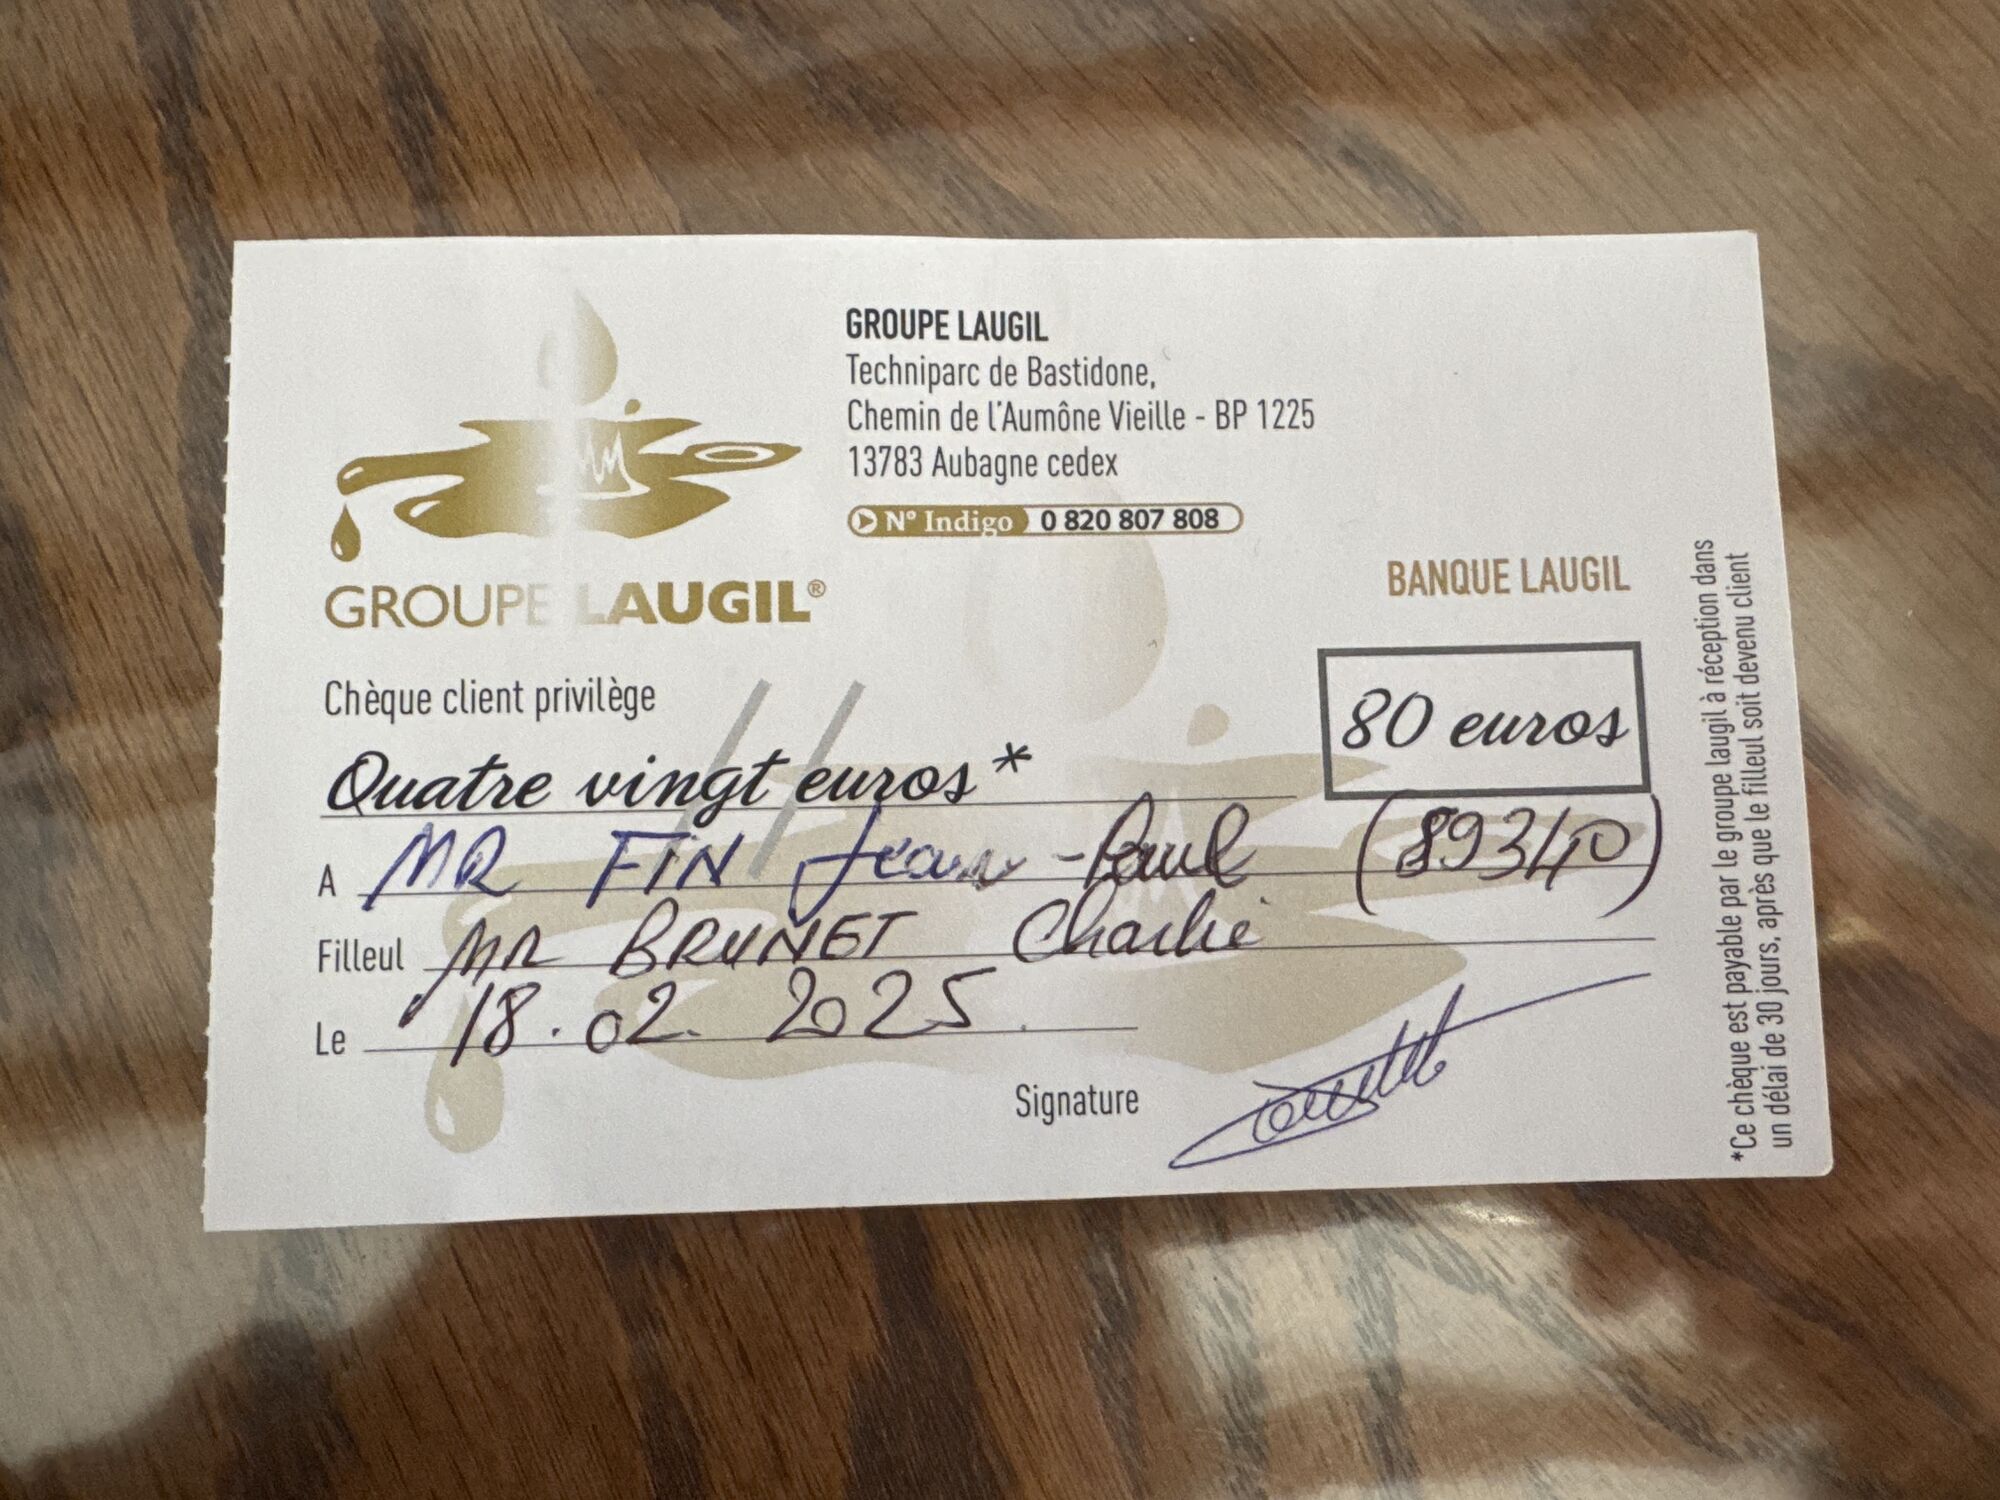 GROUPE LAUGIL
Techniparc de Bastidone,
Chemin de l'Aumône Vieille - BP 1225
13783 Aubagne cedex
N° Indigo 0 820 807 808
GROUPE LAUGIL®
BANQUE LAUGIL
Chèque client privilège
80 euros
Quatre vingt euros*
A MR FIN Jean-Paul (89340)
Filleul MR BRUNET Charlie
Le 18.02.2025
Signature
*Ce chèque est payable par le groupe laugil à réception dans
un délai de 30 jours, après que le filleul soit devenu client